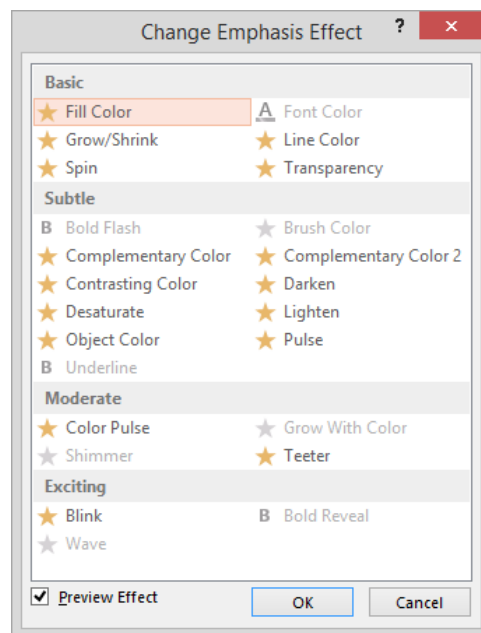 Change Emphasis Effect ? ×
Basic
Fill Color A Font Color
Grow/Shrink Line Color
Spin Transparency
Subtle
B Bold Flash Brush Color
Complementary Color Complementary Color 2
Contrasting Color Darken
Desaturate Lighten
Object Color Pulse
B Underline
Moderate
Color Pulse Grow With Color
Shimmer Teeter
Exciting
Blink B Bold Reveal
Wave
Preview Effect OK Cancel